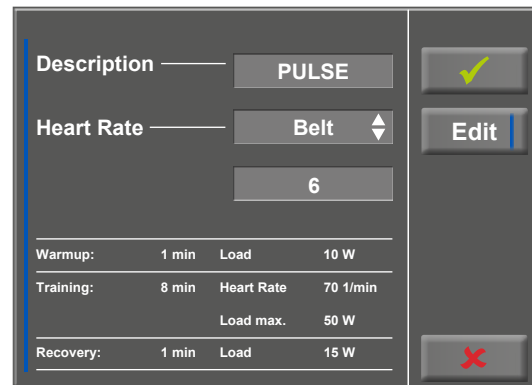 Description PULSE
Heart Rate Belt
Edit
6
Warmup: 1 min Load 10 W
Training: 8 min Heart Rate 70 1/min
Load max. 50 W
Recovery: 1 min Load 15 W